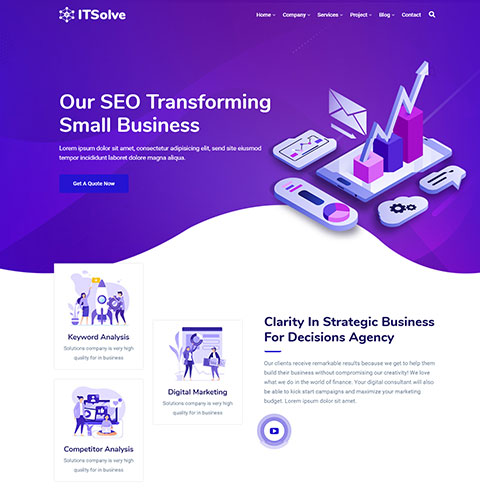 ITSolve
Home Company Services Project Blog Contact
Our SEO Transforming
Small Business
Lorem ipsum dolor sit amet, consectetur adipisicing elit, send site eiusmod
tempor incididunt laboret dolore magna aliqua.
Get A Quote Now
Keyword Analysis
Solutions company is very high
quality for in business
Digital Marketing
Solutions company is very high
quality for in business
Competitor Analysis
Solutions company is very high
quality for in business
Clarity In Strategic Business
For Decisions Agency
Our clients receive remarkable results because we get to help them
build their business without compromising our creativity! We love
what we do in the world of finance. Your digital consultant will also
be able to kick start campaigns and maximize your marketing
budget. Lorem ipsum dolor sit amet.